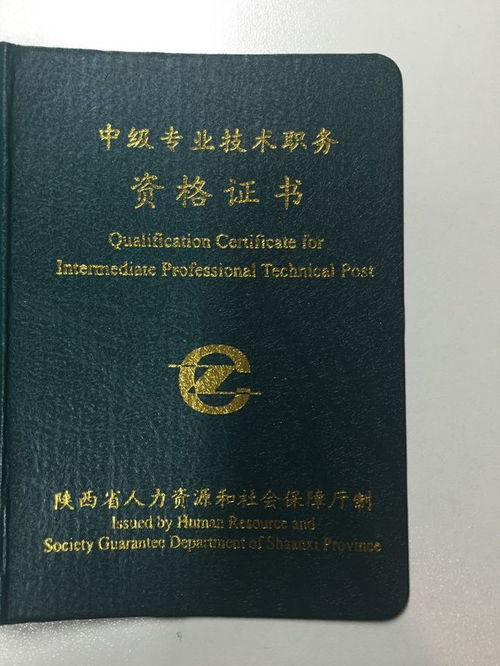 中级专业技术职务
资格证书
Qualification Certificate for
Intermediate Professional Technical Post
陕西省人力资源和社会保障厅制
Issued by Human Resource and
Society Guarantee Department of Shaanxi Province